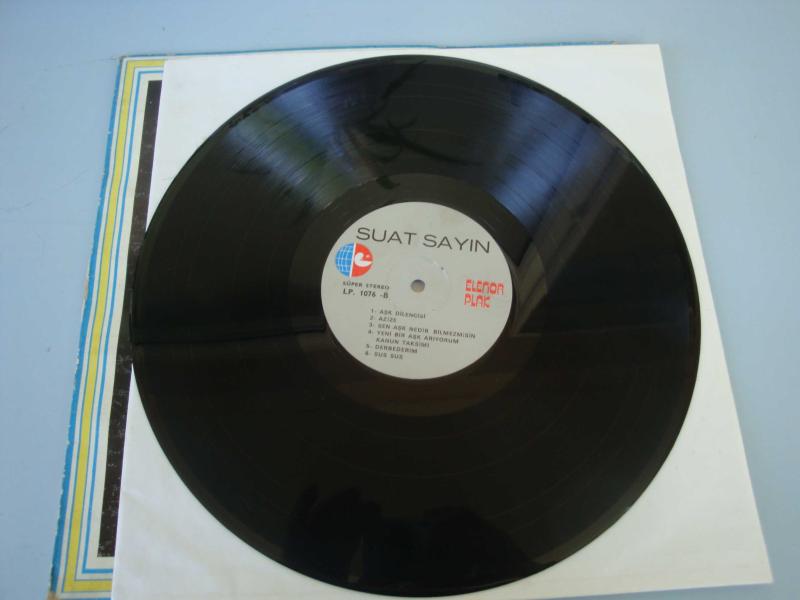 SUAT SAYIN
SÜPER STEREO
LP. 1076 -B
ELENOR
PLAK
1- AŞK DİLENCİSİ
2- AZİZE
3- SEN AŞK NEDİR BİLMEZMİSİN
4- YENİ BİR AŞK ARIYORUM
KANUN TAKSİMİ
5- DERBEDERİM
6- SUS SUS